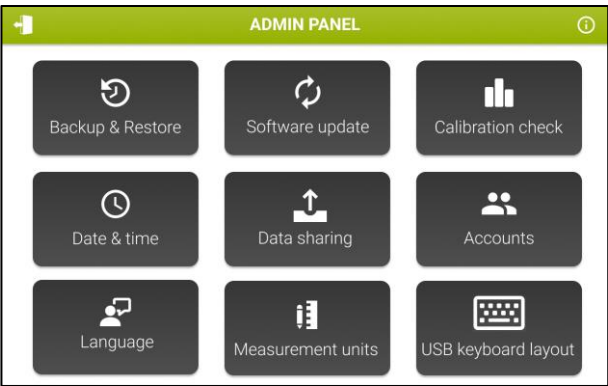 ADMIN PANEL
Backup & Restore
Software update
Calibration check
Date & time
Data sharing
Accounts
Language
Measurement units
USB keyboard layout